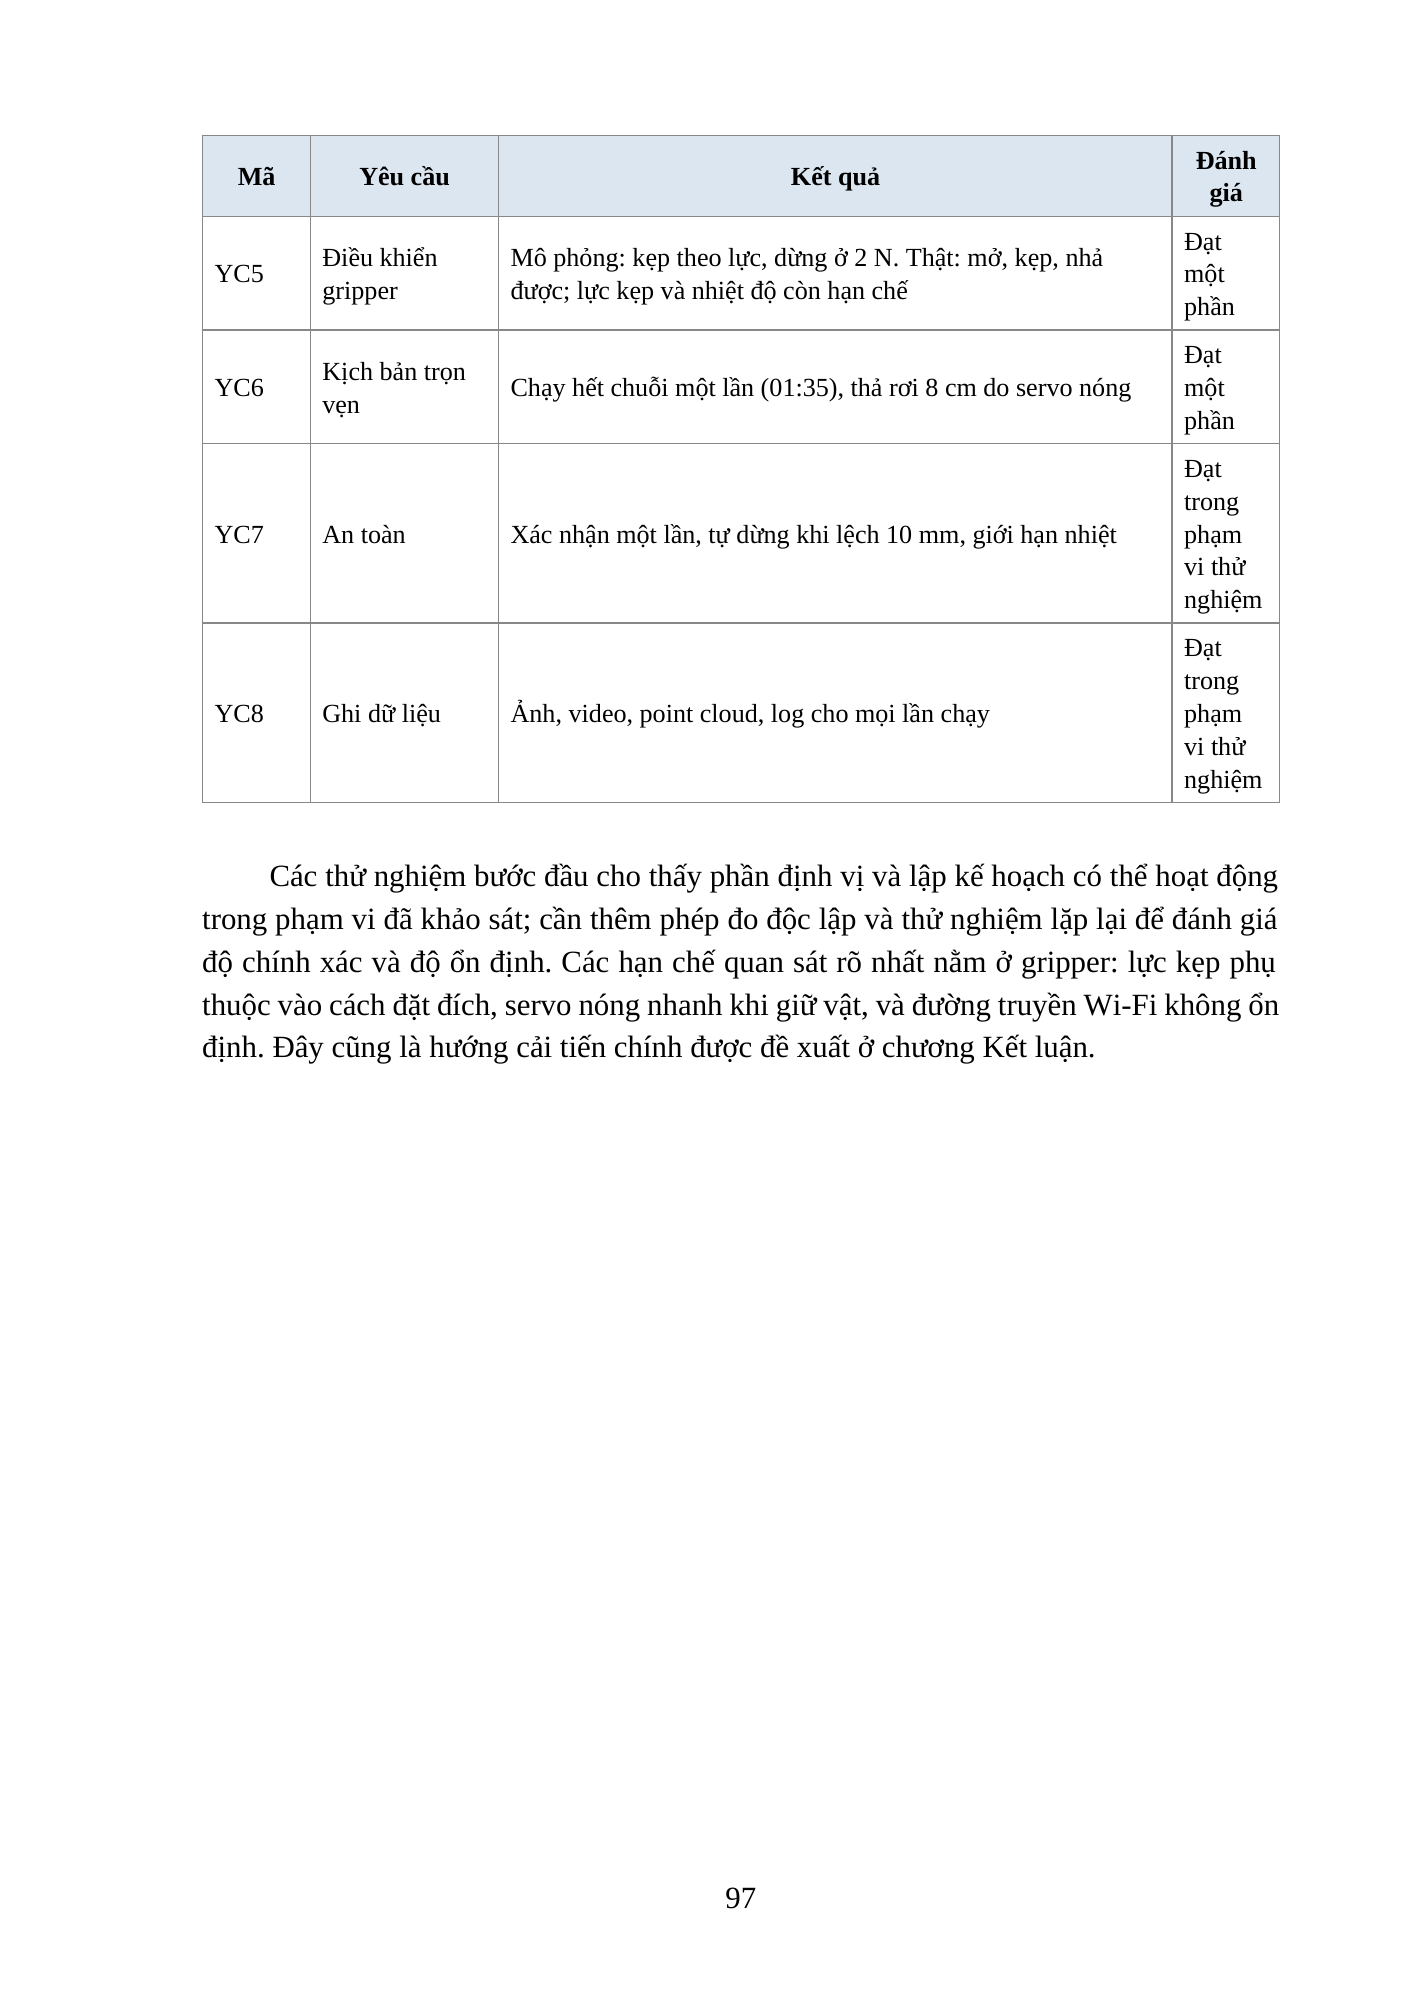 Mã Yêu cầu Kết quả Đánh
giá
YC5
Điều khiển
gripper
Mô phỏng: kẹp theo lực, dừng ở 2 N. Thật: mở, kẹp, nhả
được; lực kẹp và nhiệt độ còn hạn chế
Đạt
một
phần
YC6
Kịch bản trọn
vẹn
Chạy hết chuỗi một lần (01:35), thả rơi 8 cm do servo nóng
Đạt
một
phần
YC7
An toàn
Xác nhận một lần, tự dừng khi lệch 10 mm, giới hạn nhiệt
Đạt
trong
phạm
vi thử
nghiệm
YC8
Ghi dữ liệu
Ảnh, video, point cloud, log cho mọi lần chạy
Đạt
trong
phạm
vi thử
nghiệm
Các thử nghiệm bước đầu cho thấy phần định vị và lập kế hoạch có thể hoạt động
trong phạm vi đã khảo sát; cần thêm phép đo độc lập và thử nghiệm lặp lại để đánh giá
độ chính xác và độ ổn định. Các hạn chế quan sát rõ nhất nằm ở gripper: lực kẹp phụ
thuộc vào cách đặt đích, servo nóng nhanh khi giữ vật, và đường truyền Wi-Fi không ổn
định. Đây cũng là hướng cải tiến chính được đề xuất ở chương Kết luận.
97